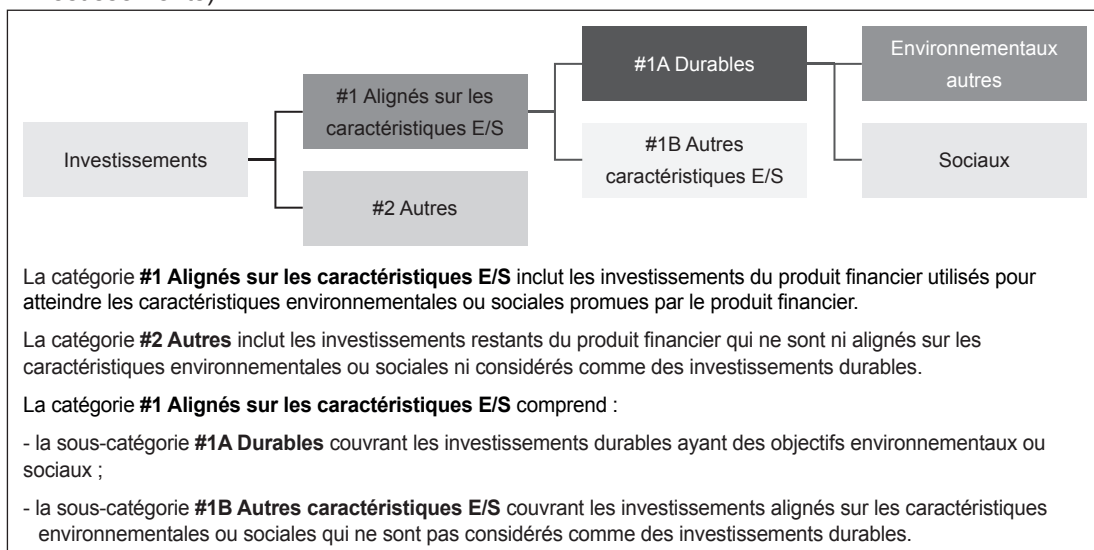 #1A Durables
Environnementaux
autres
#1 Alignés sur les
caractéristiques E/S
Investissements
#1B Autres
caractéristiques E/S
Sociaux
#2 Autres
La catégorie #1 Alignés sur les caractéristiques E/S inclut les investissements du produit financier utilisés pour
atteindre les caractéristiques environnementales ou sociales promues par le produit financier.
La catégorie #2 Autres inclut les investissements restants du produit financier qui ne sont ni alignés sur les
caractéristiques environnementales ou sociales ni considérés comme des investissements durables.
La catégorie #1 Alignés sur les caractéristiques E/S comprend :
- la sous-catégorie #1A Durables couvrant les investissements durables ayant des objectifs environnementaux ou
sociaux ;
- la sous-catégorie #1B Autres caractéristiques E/S couvrant les investissements alignés sur les caractéristiques
environnementales ou sociales qui ne sont pas considérés comme des investissements durables.